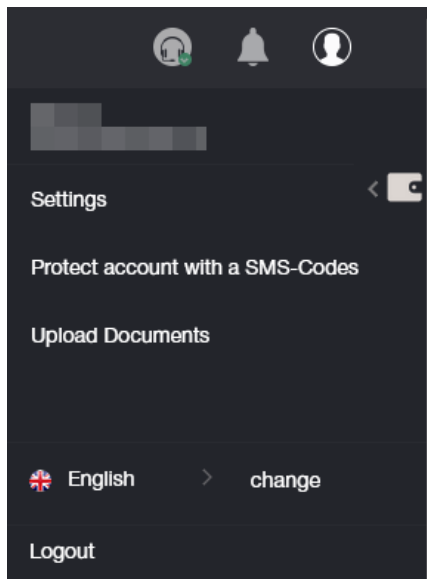 Settings
Protect account with a SMS-Codes
Upload Documents
English > change
Logout